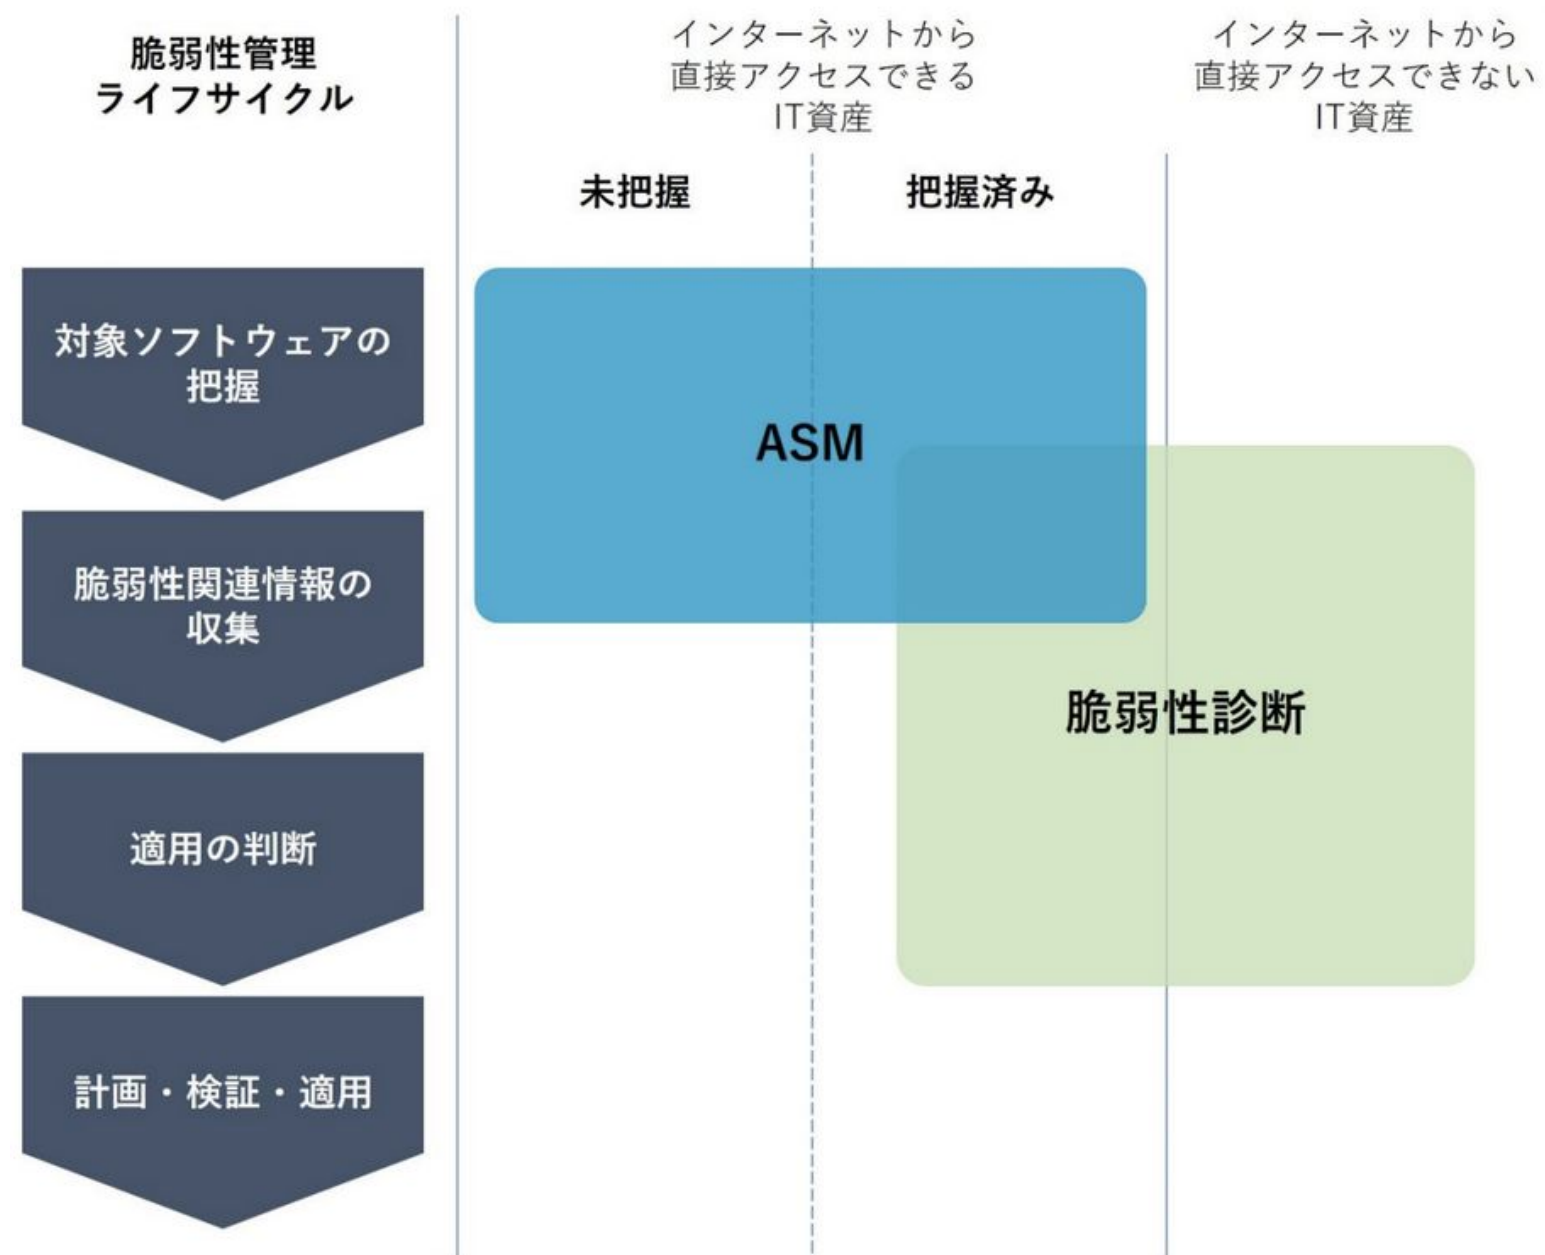 脆弱性管理
ライフサイクル
インターネットから
直接アクセスできる
IT資産
インターネットから
直接アクセスできない
IT資産
未把握
把握済み
対象ソフトウェアの
把握
ASM
脆弱性関連情報の
収集
脆弱性診断
適用の判断
計画・検証・適用